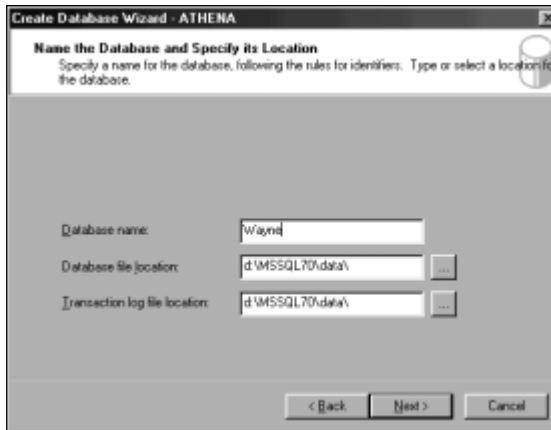 Create Database Wizard - ATHENA
Name the Database and Specify its Location
Specify a name for the database, following the rules for identifiers. Type or select a location fo
the database.
Database name:
Wayne
Database file location:
d:\MSSQL70\data\
...
Transaction log file location:
d:\MSSQL70\data\
...
< Back
Next >
Cancel